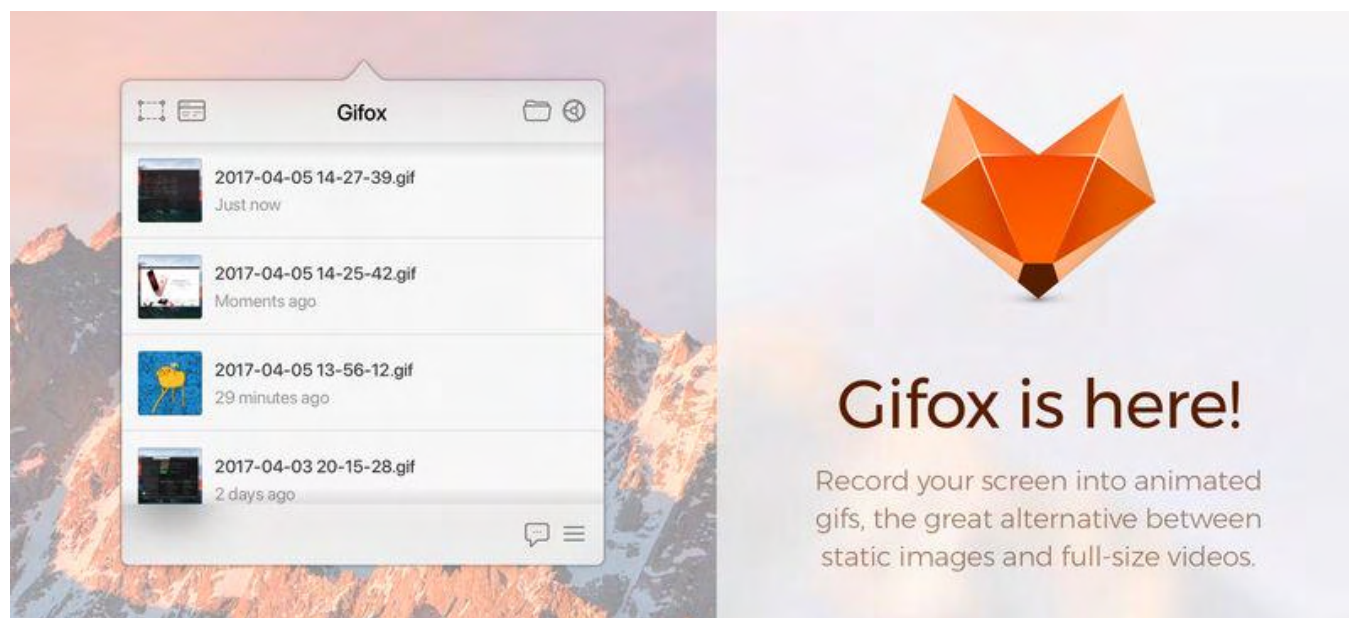 Gifox
2017-04-05 14-27-39.gif
Just now
2017-04-05 14-25-42.gif
Moments ago
2017-04-05 13-56-12.gif
29 minutes ago
2017-04-03 20-15-28.gif
2 days ago
Gifox is here!
Record your screen into animated
gifs, the great alternative between
static images and full-size videos.